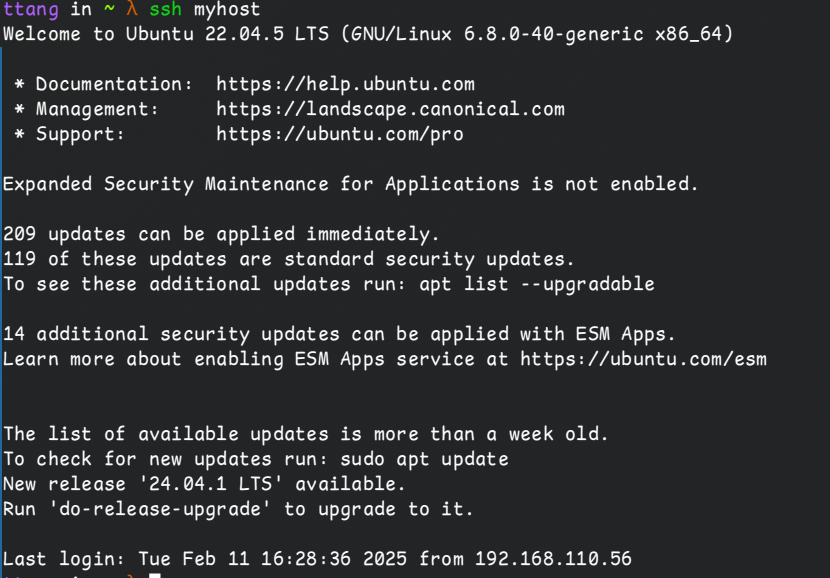 ttang in ~ λ ssh myhost
Welcome to Ubuntu 22.04.5 LTS (GNU/Linux 6.8.0-40-generic x86_64)
* Documentation: https://help.ubuntu.com
* Management: https://landscape.canonical.com
* Support: https://ubuntu.com/pro
Expanded Security Maintenance for Applications is not enabled.
209 updates can be applied immediately.
119 of these updates are standard security updates.
To see these additional updates run: apt list --upgradable
14 additional security updates can be applied with ESM Apps.
Learn more about enabling ESM Apps service at https://ubuntu.com/esm
The list of available updates is more than a week old.
To check for new updates run: sudo apt update
New release '24.04.1 LTS' available.
Run 'do-release-upgrade' to upgrade to it.
Last login: Tue Feb 11 16:28:36 2025 from 192.168.110.56